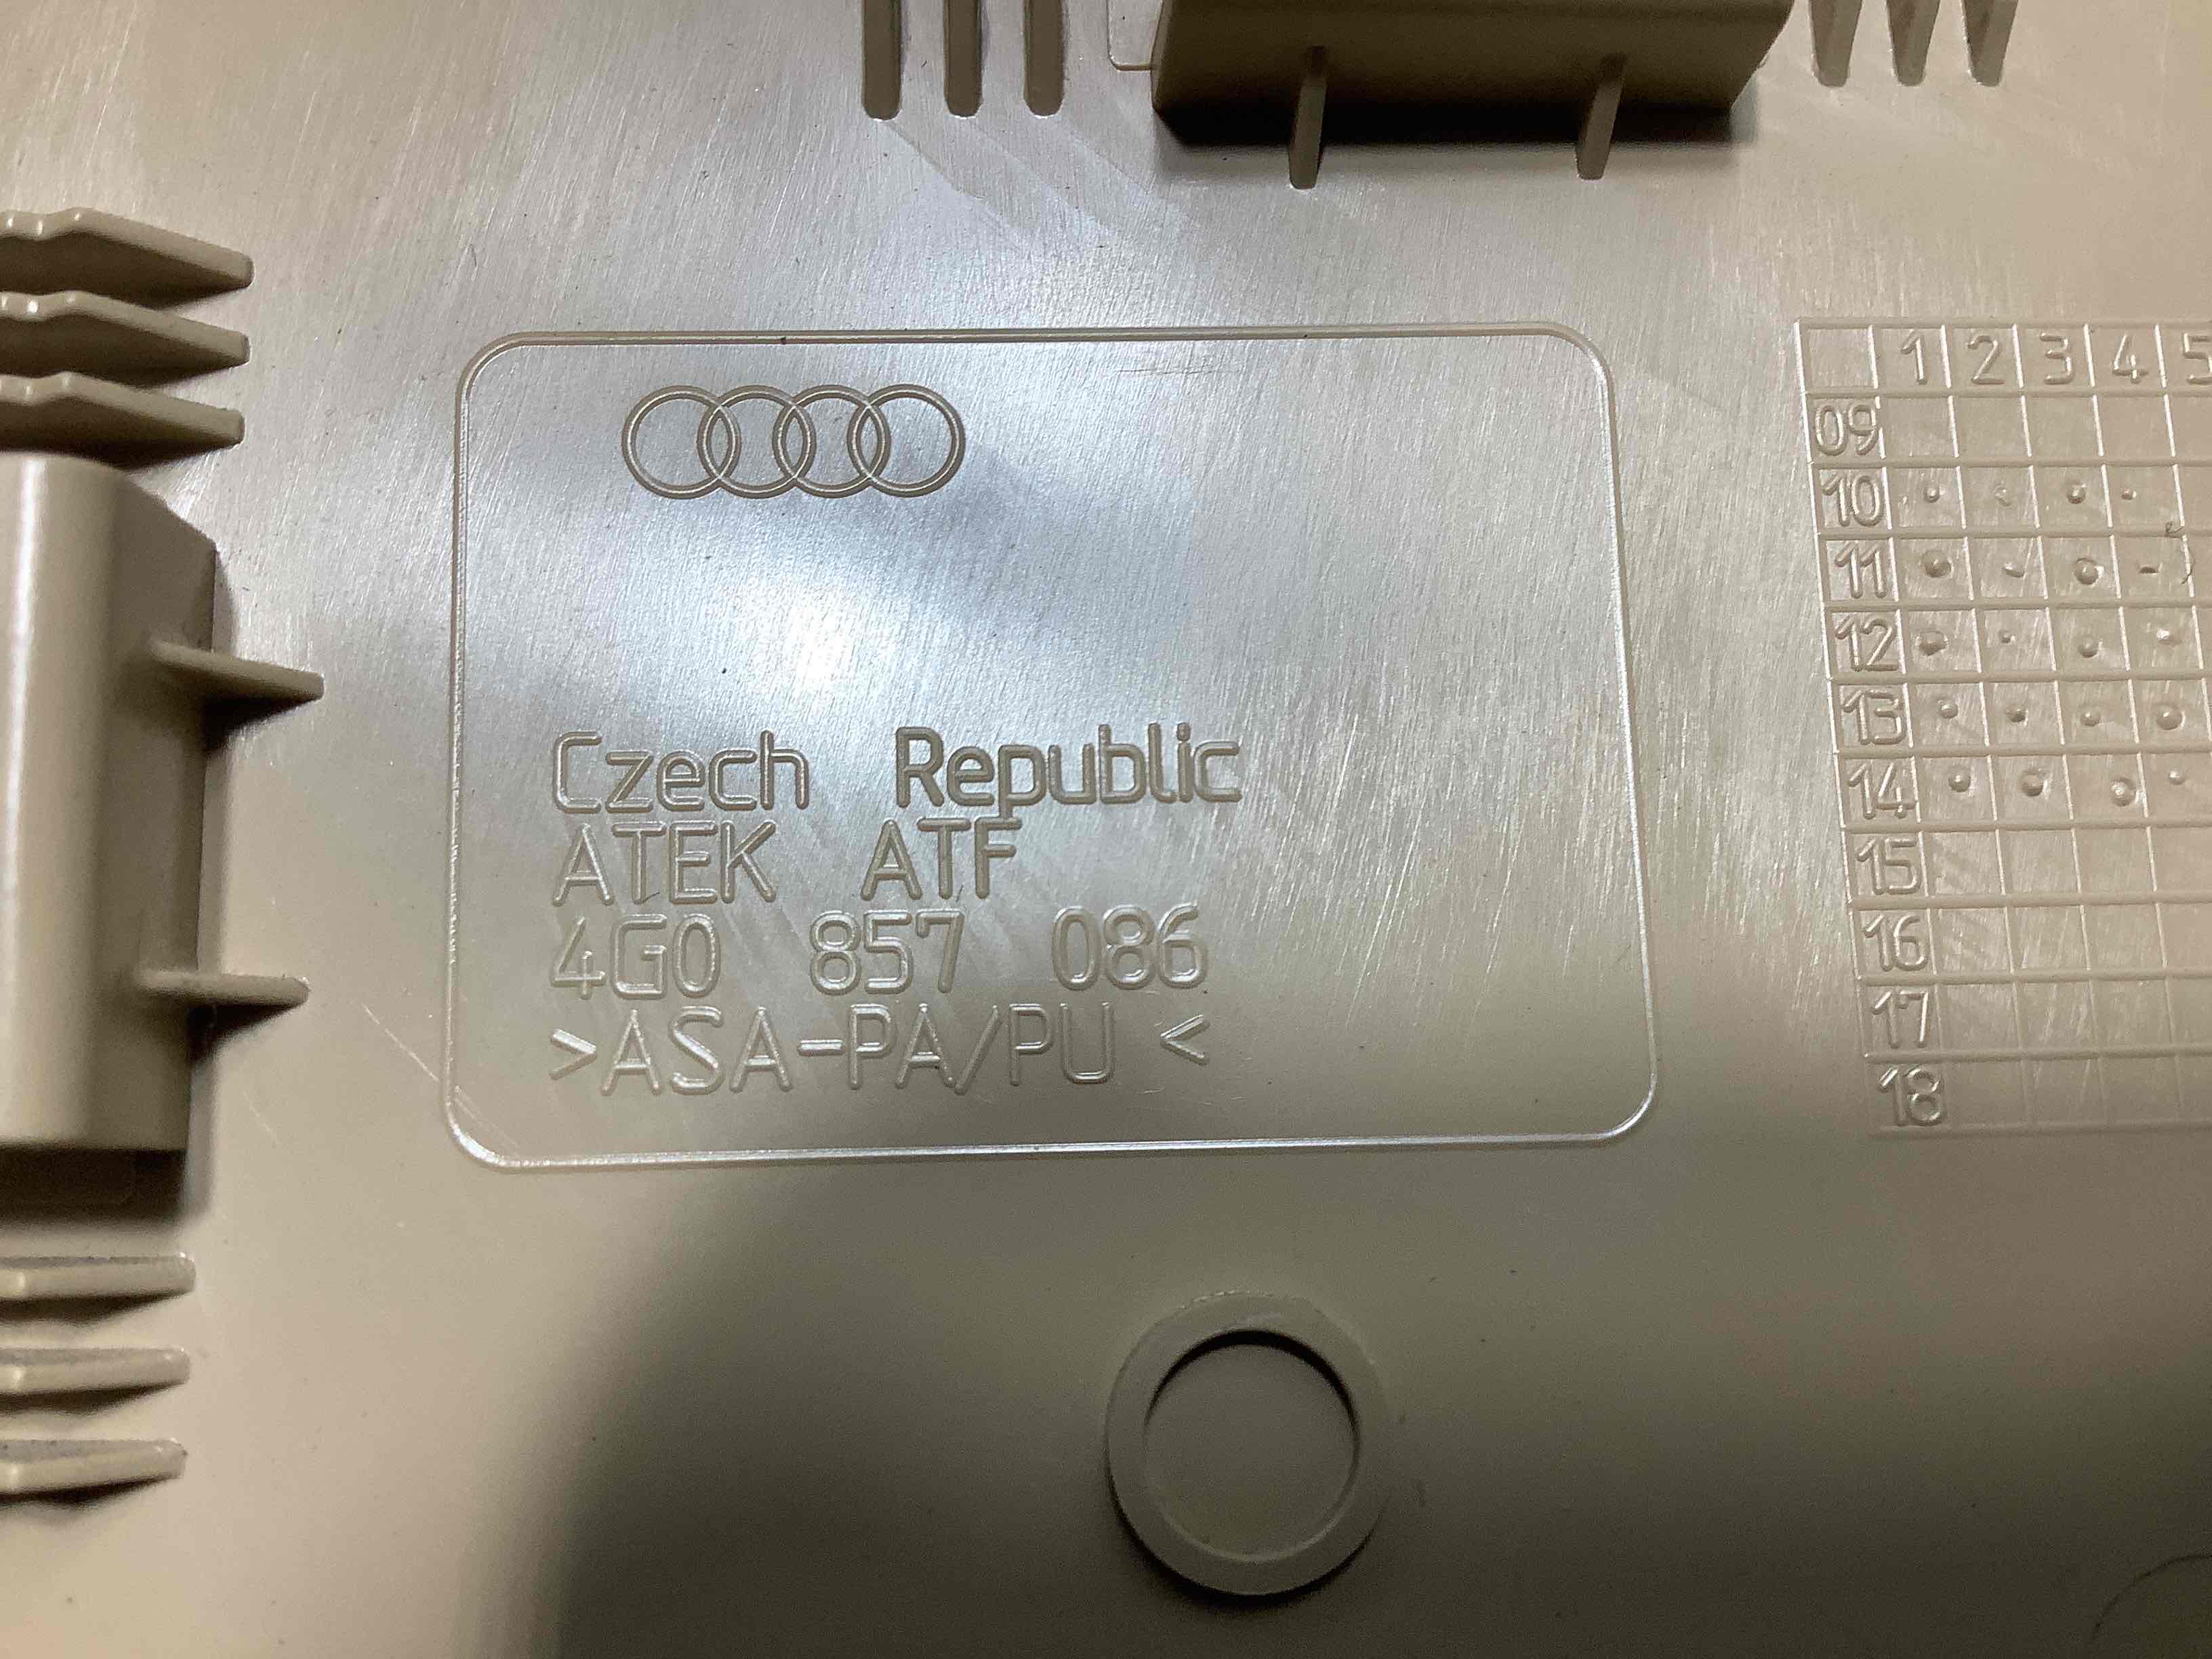 Czech Republic
ATEK ATF
4G0 857 086
>ASA-PA/PU<
1 2 3 4 5
09
10
11
12
13
14
15
16
17
18